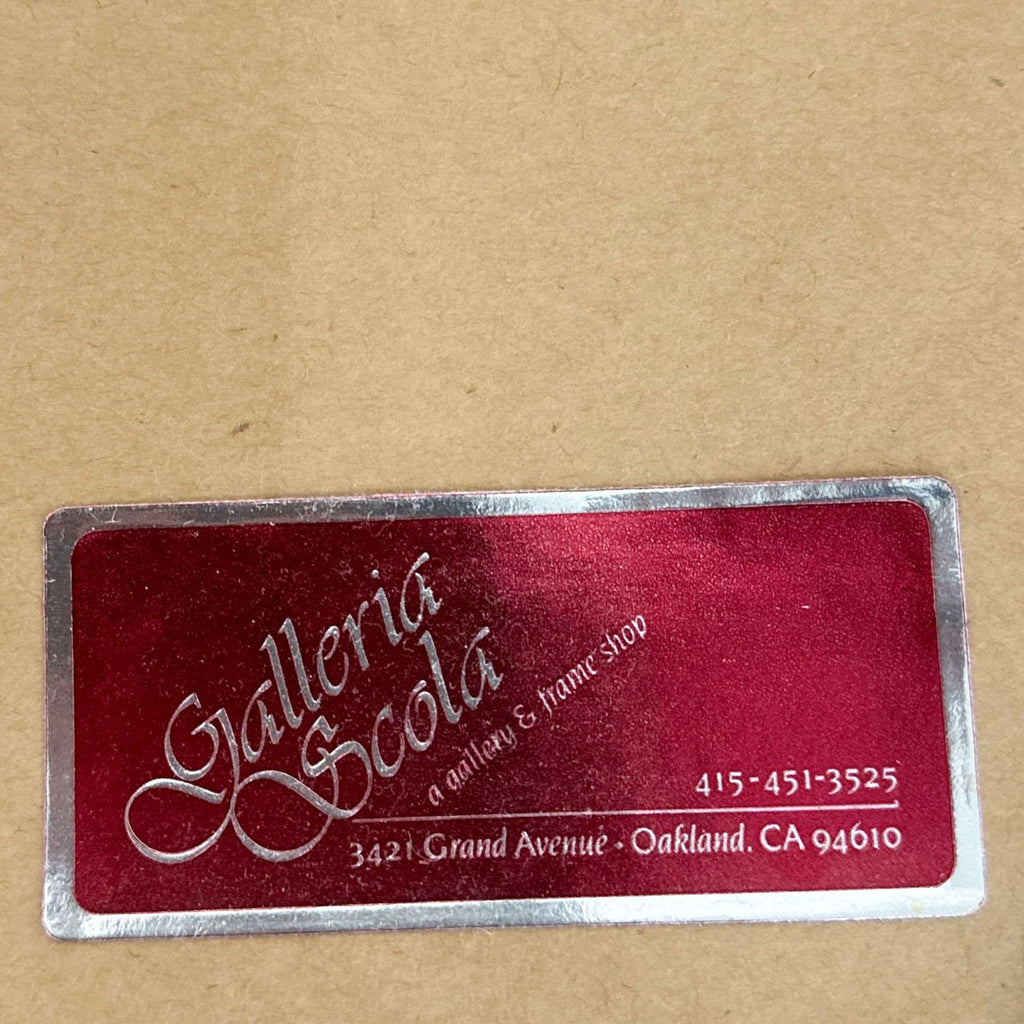 Galleria
Scola
a gallery & frame shop
415-451-3525
3421 Grand Avenue • Oakland, CA 94610